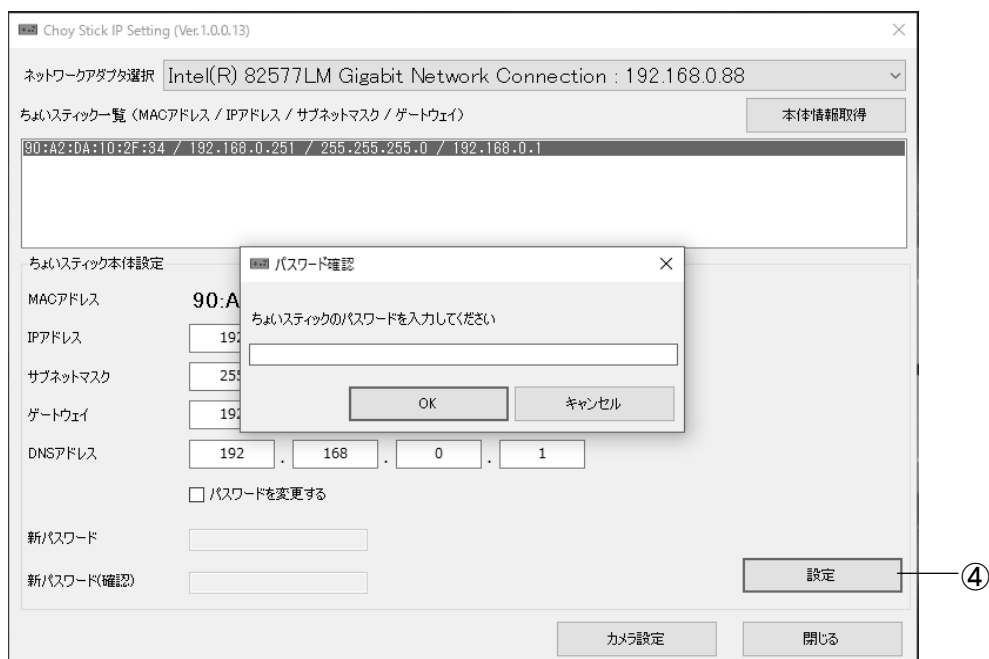 Choy Stick IP Setting (Ver.1.0.0.13)
ネットワークアダプタ選択 Intel(R) 82577LM Gigabit Network Connection : 192.168.0.88
ちょいスティック一覧（MACアドレス / IPアドレス / サブネットマスク / ゲートウェイ） 本体情報取得
90:A2:DA:10:2F:34 / 192.168.0.251 / 255.255.255.0 / 192.168.0.1
ちょいスティック本体設定
パスワード確認
MACアドレス 90:A
ちょいスティックのパスワードを入力してください
IPアドレス 192
サブネットマスク 255
OK キャンセル
ゲートウェイ 192
DNSアドレス 192 . 168 . 0 . 1
パスワードを変更する
新パスワード
新パスワード(確認)
設定 ④
カメラ設定 閉じる